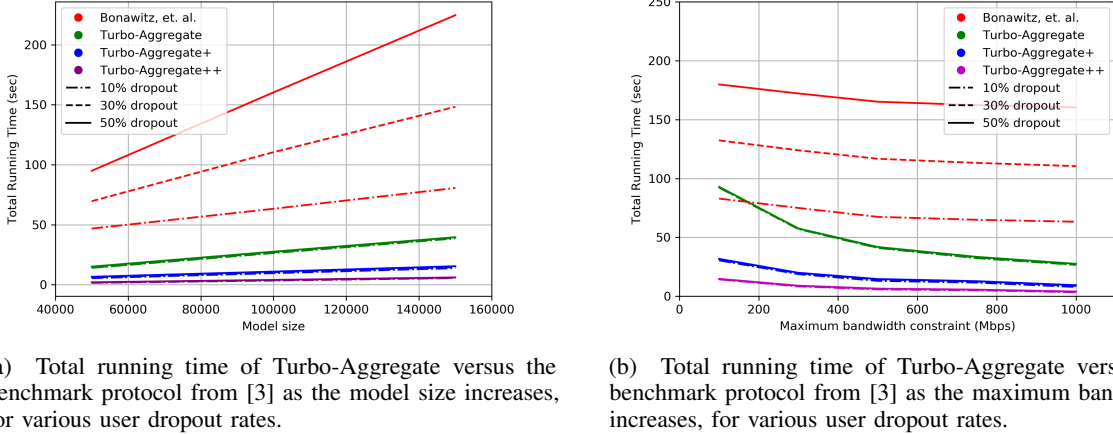 200
150
100
50
0
Total Running Time (sec)
40000 60000 80000 100000 120000 140000 160000
Model size
Bonawitz, et. al.
Turbo-Aggregate
Turbo-Aggregate+
Turbo-Aggregate++
10% dropout
30% dropout
50% dropout
250
200
150
100
50
0
Total Running Time (sec)
0 200 400 600 800 1000
Maximum bandwidth constraint (Mbps)
Bonawitz, et. al.
Turbo-Aggregate
Turbo-Aggregate+
Turbo-Aggregate++
10% dropout
30% dropout
50% dropout
Total running time of Turbo-Aggregate versus the
protocol from [3] as the model size increases,
various user dropout rates.
(b) Total running time of Turbo-Aggregate
benchmark protocol from [3] as the maximum
increases, for various user dropout rates.